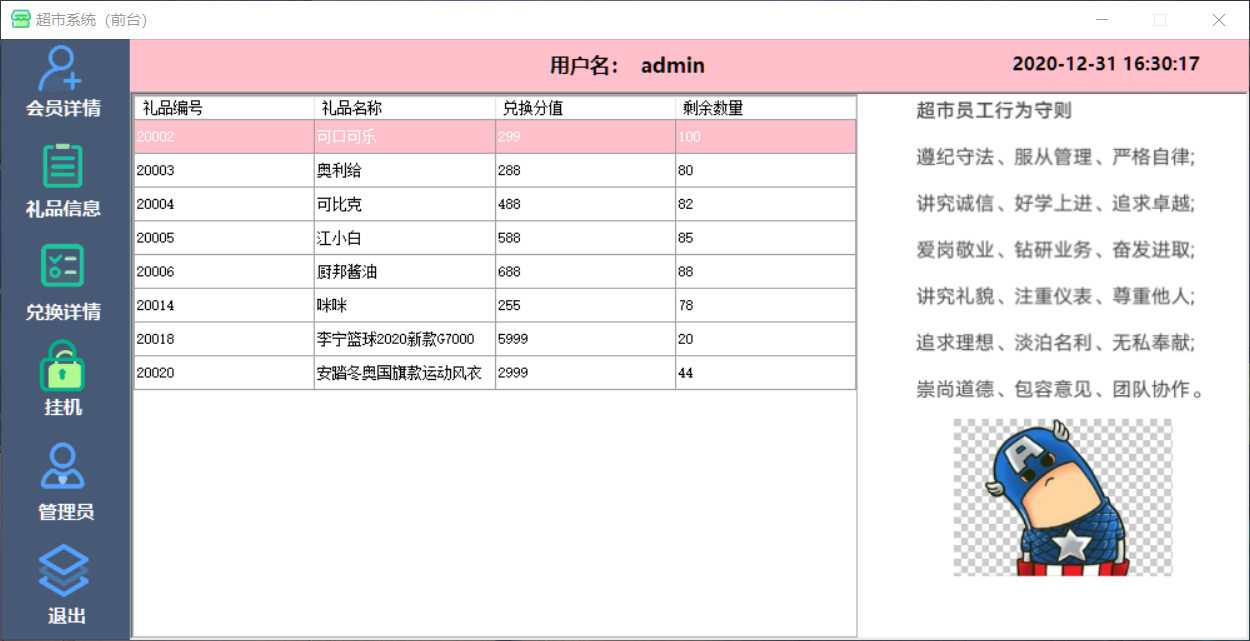 超市系统（前台）
用户名： admin
2020-12-31 16:30:17
会员详情
礼品信息
兑换详情
挂机
管理员
退出
礼品编号 礼品名称 兑换分值 剩余数量
20002 可口可乐 299 100
20003 奥利给 288 80
20004 可比克 488 82
20005 江小白 588 85
20006 厨邦酱油 688 88
20014 咪咪 255 78
20018 李宁篮球2020新款G7000 5999 20
20020 安踏冬奥国旗款运动风衣 2999 44
超市员工行为守则
遵纪守法、服从管理、严格自律;
讲究诚信、好学上进、追求卓越;
爱岗敬业、钻研业务、奋发进取;
讲究礼貌、注重仪表、尊重他人;
追求理想、淡泊名利、无私奉献;
崇尚道德、包容意见、团队协作。
A